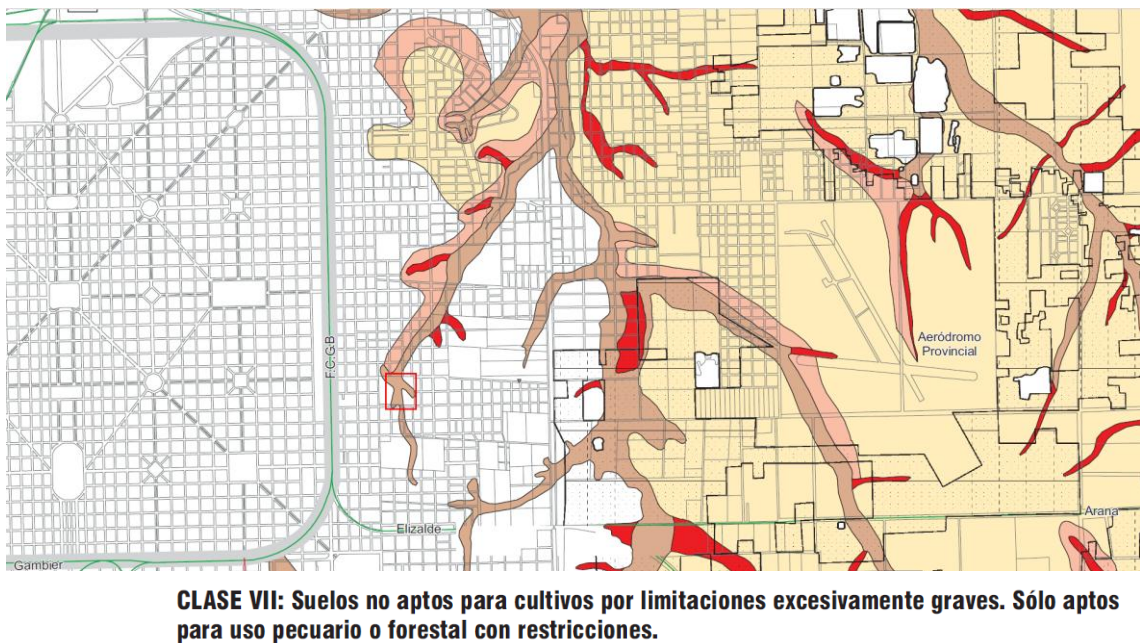 F.C.G.B
Aeródromo
Provincial
Elizalde
Arana
Gambier
CLASE VII: Suelos no aptos para cultivos por limitaciones excesivamente graves. Sólo aptos
para uso pecuario o forestal con restricciones.